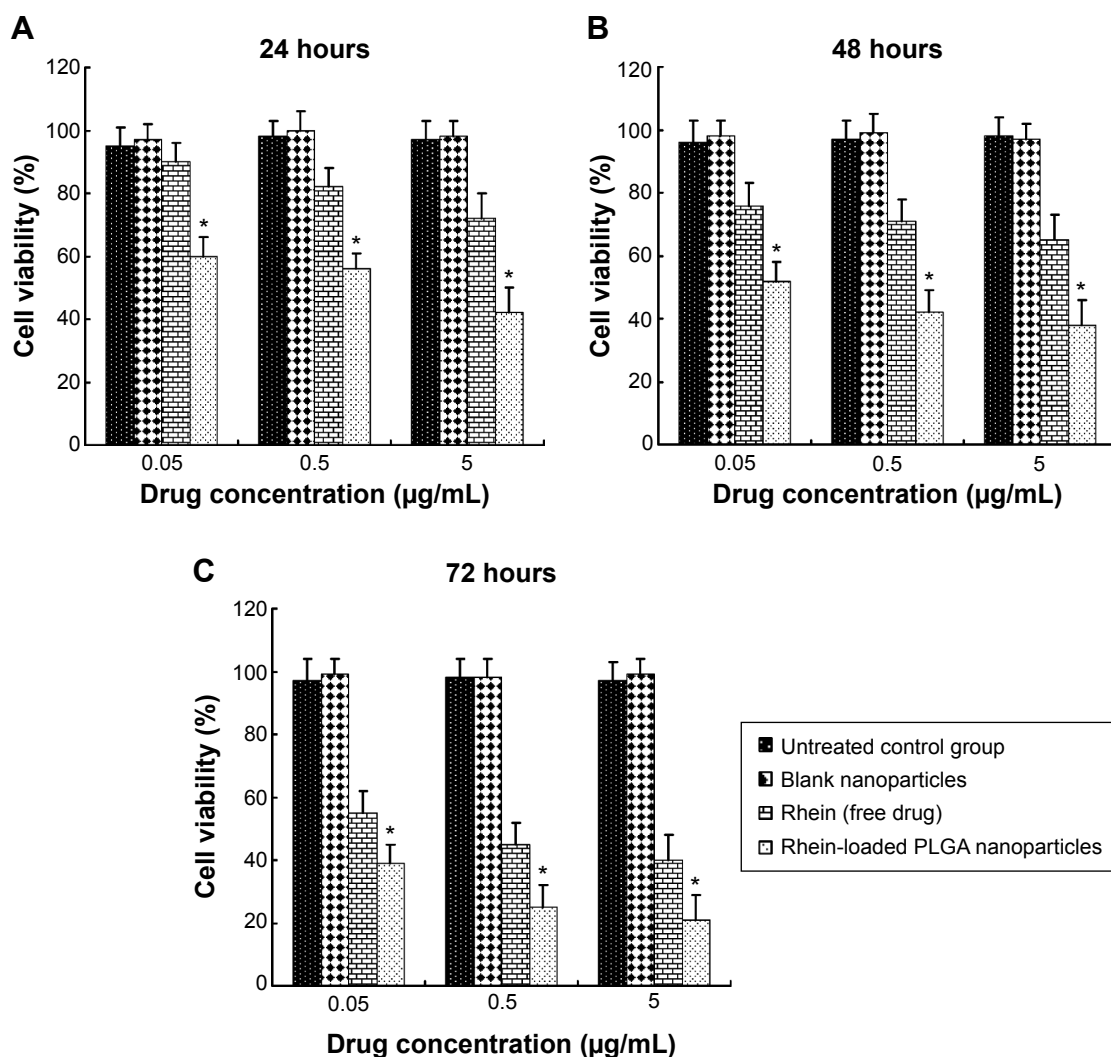 A
24 hours
120
100
80
60
40
20
0
Cell viability (%)
*
*
*
0.05
0.5
5
Drug concentration (µg/mL)
B
48 hours
120
100
80
60
40
20
0
Cell viability (%)
*
*
*
0.05
0.5
5
Drug concentration (µg/mL)
C
72 hours
120
100
80
60
40
20
0
Cell viability (%)
*
*
*
0.05
0.5
5
Drug concentration (µg/mL)
Untreated control group
Blank nanoparticles
Rhein (free drug)
Rhein-loaded PLGA nanoparticles